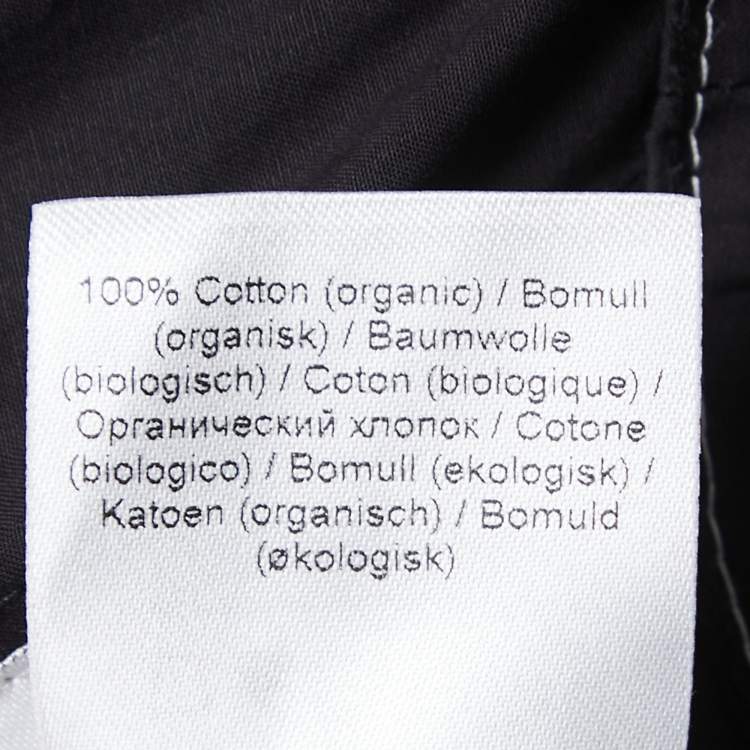 100% Cotton (organic) / Bomull
(organisk) / Baumwolle
(biologisch) / Coton (biologique) /
Органический хлопок / Cotone
(biologico) / Bomull (ekologisk) /
Katoen (organisch) / Bomuld
(økologisk)